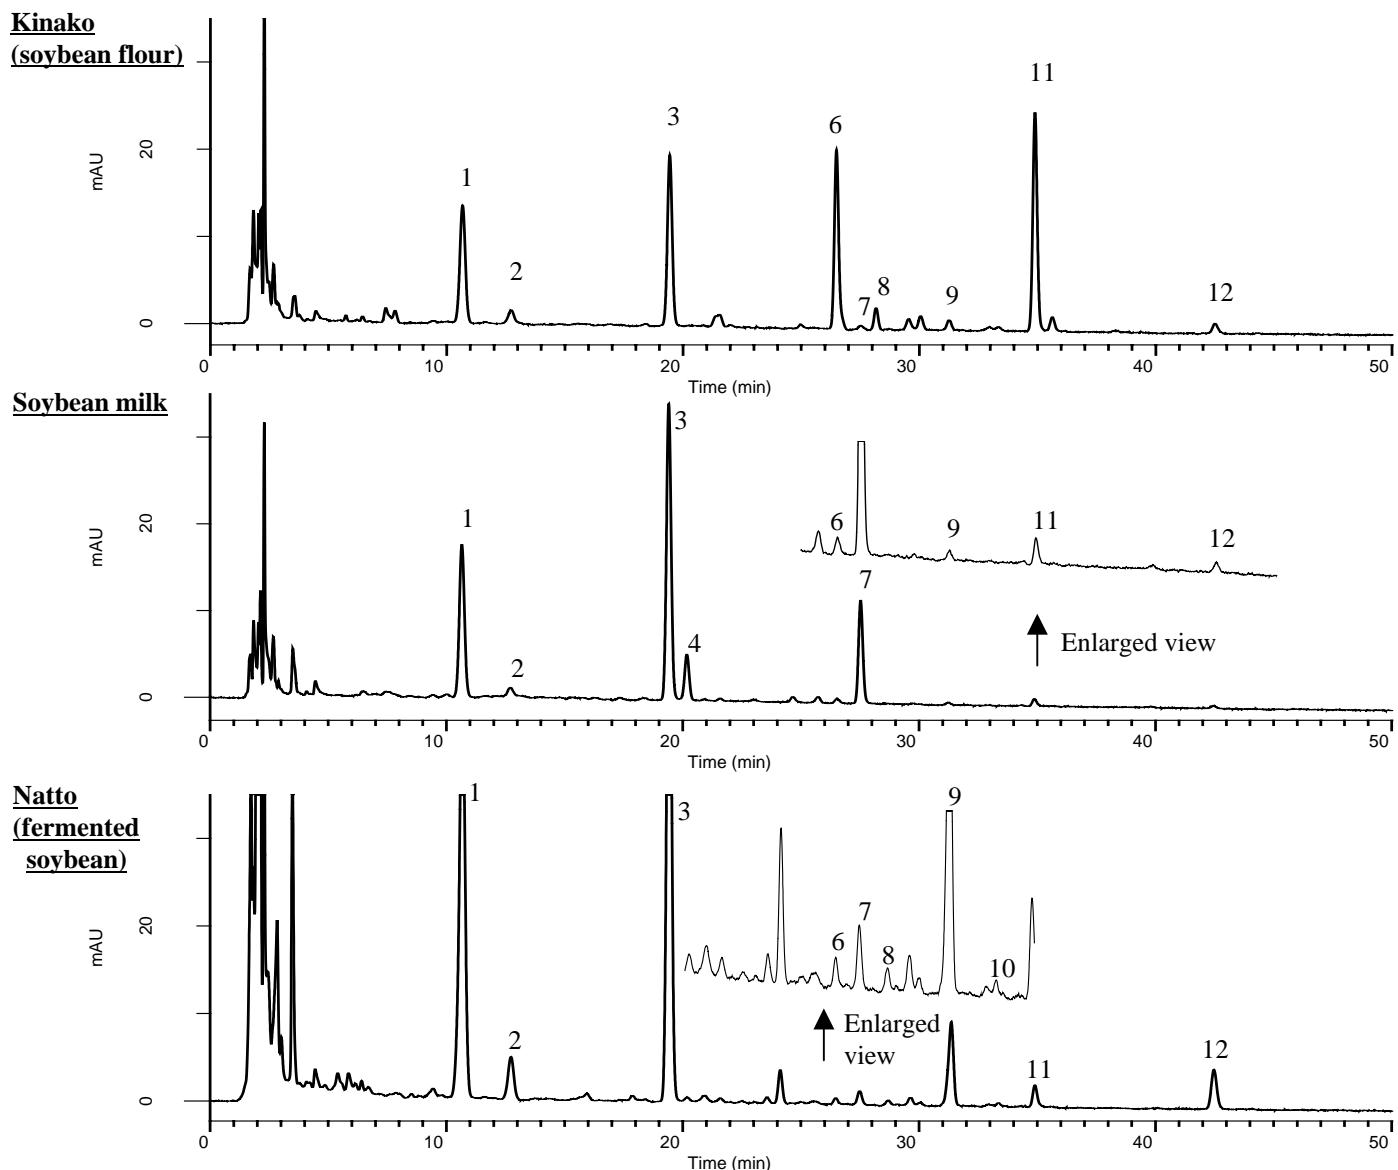 Kinako
(soybean flour)
mAU
20
0
1
2
3
6
7
8
9
11
12
0 10 20 30 40 50
Time (min)
Soybean milk
mAU
20
0
1
2
3
4
7
6
9
11
12
Enlarged view
0 10 20 30 40 50
Time (min)
Natto
(fermented
soybean)
mAU
20
0
1
2
3
6
7
8
9
10
Enlarged
view
11
12
0 10 20 30 40 50
Time (min)